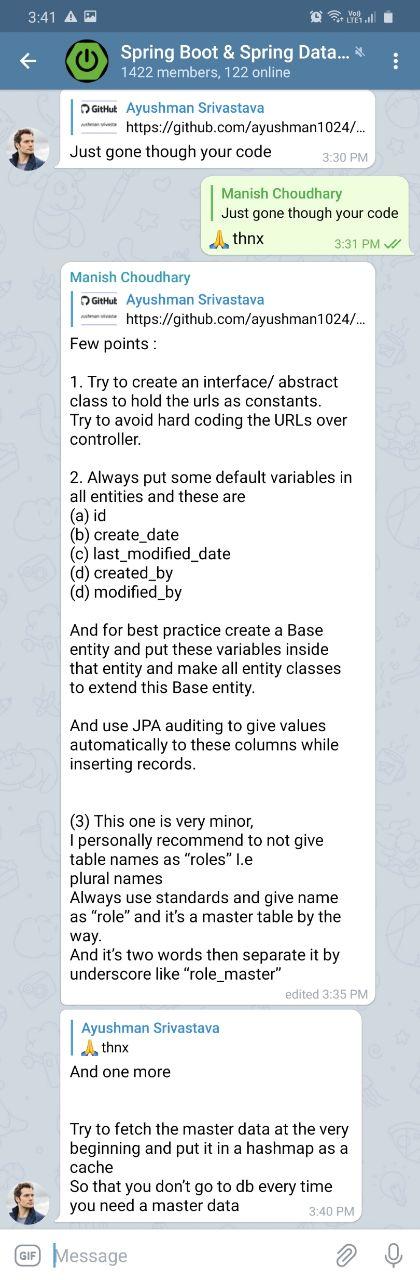 3:41
Vo))
LTE1
Spring Boot & Spring Data...
1422 members, 122 online
GitHub
Ayushman Srivastava
https://github.com/ayushman1024/...
Just gone though your code
3:30 PM
Manish Choudhary
Just gone though your code
🙏 thnx
3:31 PM
Manish Choudhary
GitHub
Ayushman Srivastava
https://github.com/ayushman1024/...
Few points :
1. Try to create an interface/ abstract
class to hold the urls as constants.
Try to avoid hard coding the URLs over
controller.
2. Always put some default variables in
all entities and these are
(a) id
(b) create_date
(c) last_modified_date
(d) created_by
(d) modified_by
And for best practice create a Base
entity and put these variables inside
that entity and make all entity classes
to extend this Base entity.
And use JPA auditing to give values
automatically to these columns while
inserting records.
(3) This one is very minor,
I personally recommend to not give
table names as “roles” I.e
plural names
Always use standards and give name
as “role” and it’s a master table by the
way.
And it’s two words then separate it by
underscore like “role_master”
edited 3:35 PM
Ayushman Srivastava
🙏 thnx
And one more
Try to fetch the master data at the very
beginning and put it in a hashmap as a
cache
So that you don’t go to db every time
you need a master data
3:40 PM
GIF
Message